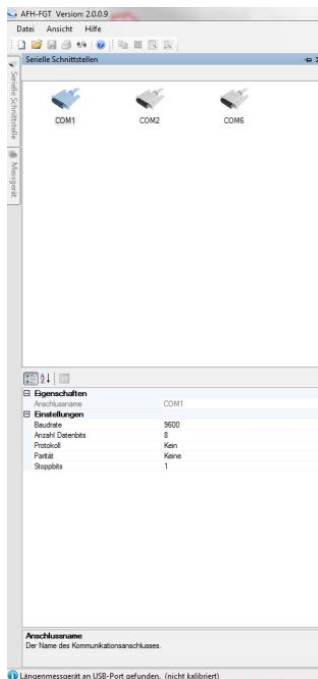 AFH-FGT Version: 2.0.0.9
Datei Ansicht Hilfe
Serielle Schnittstellen
Serielle Schnittstelle
Messgerät
COM1 COM2 COM6
Eigenschaften
Anschlussname COM1
Einstellungen
Baudrate 9600
Anzahl Datenbits 8
Protokoll Kein
Parität Keine
Stoppbits 1
Anschlussname
Der Name des Kommunikationsanschlusses.
Längenmessgerät an USB-Port gefunden. (nicht kalibriert)